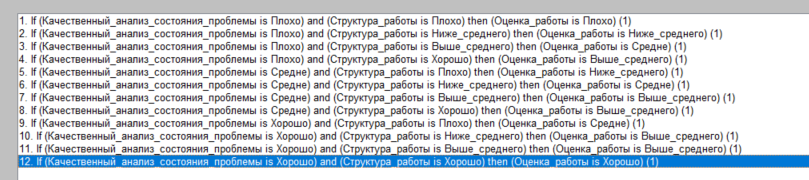 1. If (Качественный_анализ_состояния_проблемы is Плохо) and (Структура_работы is Плохо) then (Оценка_работы is Плохо) (1)
2. If (Качественный_анализ_состояния_проблемы is Плохо) and (Структура_работы is Ниже_среднего) then (Оценка_работы is Ниже_среднего) (1)
3. If (Качественный_анализ_состояния_проблемы is Плохо) and (Структура_работы is Выше_среднего) then (Оценка_работы is Средне) (1)
4. If (Качественный_анализ_состояния_проблемы is Плохо) and (Структура_работы is Хорошо) then (Оценка_работы is Выше_среднего) (1)
5. If (Качественный_анализ_состояния_проблемы is Средне) and (Структура_работы is Плохо) then (Оценка_работы is Ниже_среднего) (1)
6. If (Качественный_анализ_состояния_проблемы is Средне) and (Структура_работы is Ниже_среднего) then (Оценка_работы is Средне) (1)
7. If (Качественный_анализ_состояния_проблемы is Средне) and (Структура_работы is Выше_среднего) then (Оценка_работы is Выше_среднего) (1)
8. If (Качественный_анализ_состояния_проблемы is Средне) and (Структура_работы is Хорошо) then (Оценка_работы is Выше_среднего) (1)
9. If (Качественный_анализ_состояния_проблемы is Хорошо) and (Структура_работы is Плохо) then (Оценка_работы is Средне) (1)
10. If (Качественный_анализ_состояния_проблемы is Хорошо) and (Структура_работы is Ниже_среднего) then (Оценка_работы is Выше_среднего) (1)
11. If (Качественный_анализ_состояния_проблемы is Хорошо) and (Структура_работы is Выше_среднего) then (Оценка_работы is Выше_среднего) (1)
12. If (Качественный_анализ_состояния_проблемы is Хорошо) and (Структура_работы is Хорошо) then (Оценка_работы is Хорошо) (1)